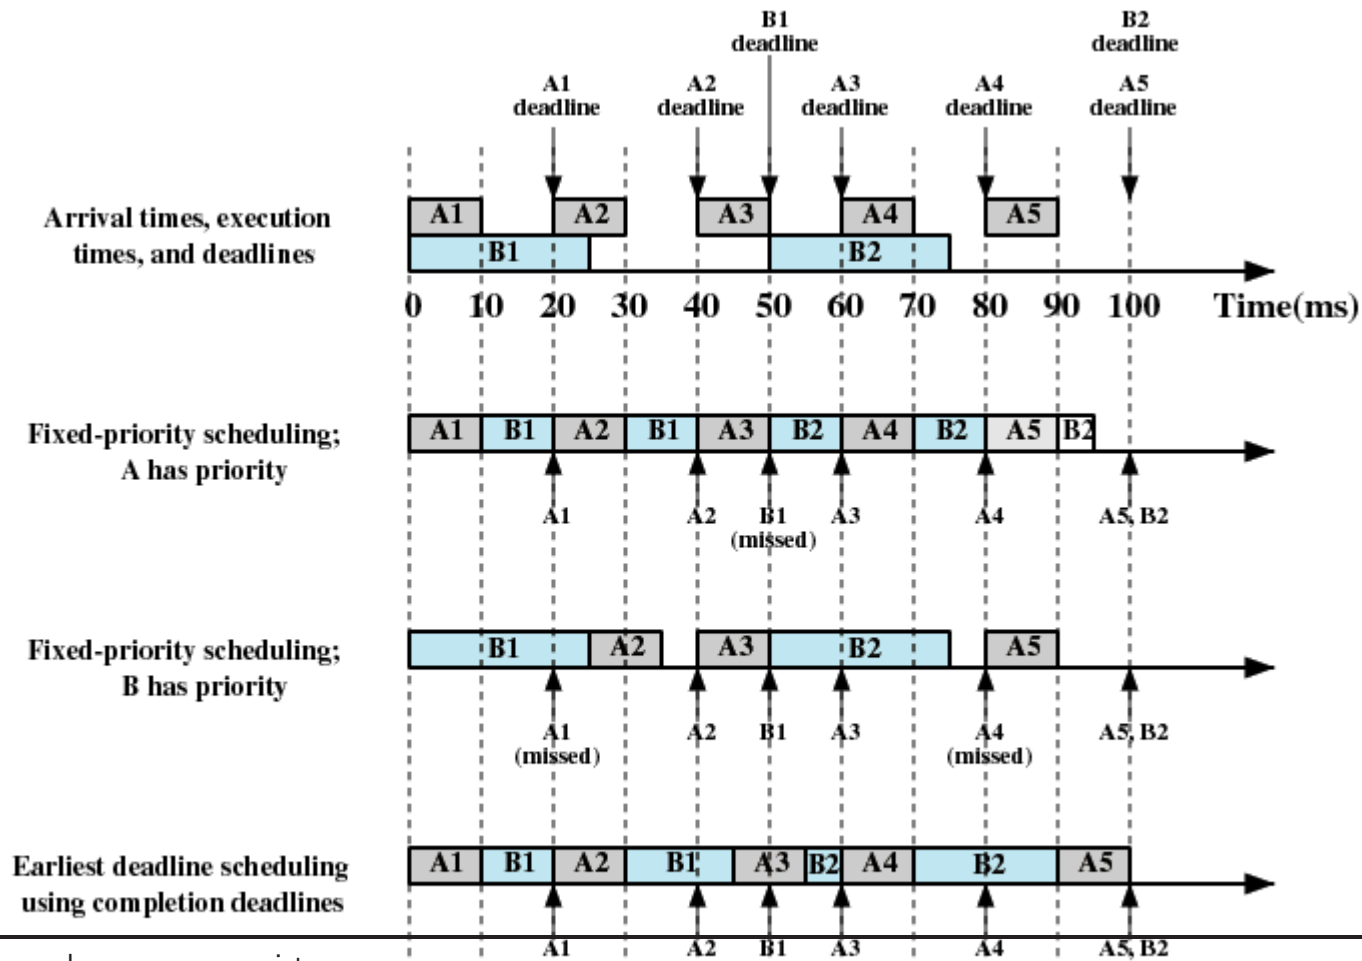 B1
deadline
B2
deadline
A1
deadline
A2
deadline
A3
deadline
A4
deadline
A5
deadline
Arrival times, execution
times, and deadlines
A1 A2 A3 A4 A5
B1 B2
0 10 20 30 40 50 60 70 80 90 100 Time(ms)
Fixed-priority scheduling;
A has priority
A1 B1 A2 B1 A3 B2 A4 B2 A5 B2
A1 A2 B1 A3 A4 A5, B2
(missed)
Fixed-priority scheduling;
B has priority
B1 A2 A3 B2 A5
A1 A2 B1 A3 A4 A5, B2
(missed) (missed)
Earliest deadline scheduling
using completion deadlines
A1 B1 A2 B1 A3 B2 A4 B2 A5
A1 A2 B1 A3 A4 A5, B2